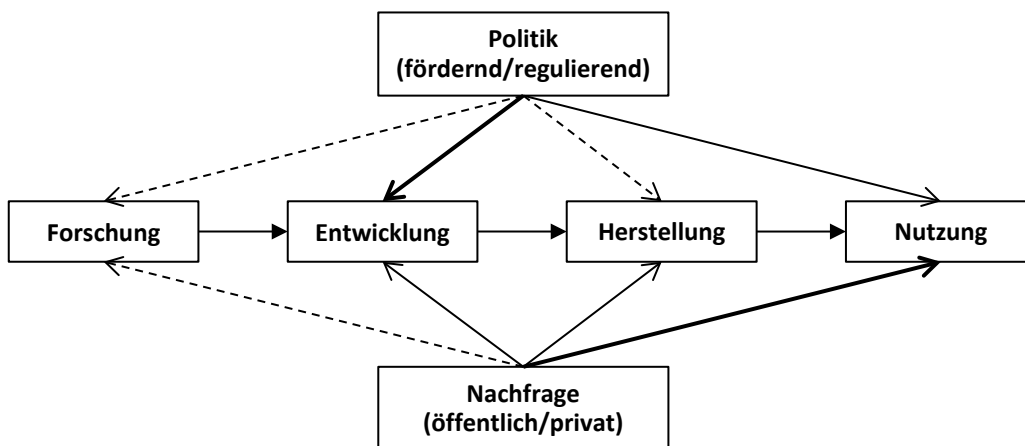 Politik
(fördernd/regulierend)
Forschung
Entwicklung
Herstellung
Nutzung
Nachfrage
(öffentlich/privat)